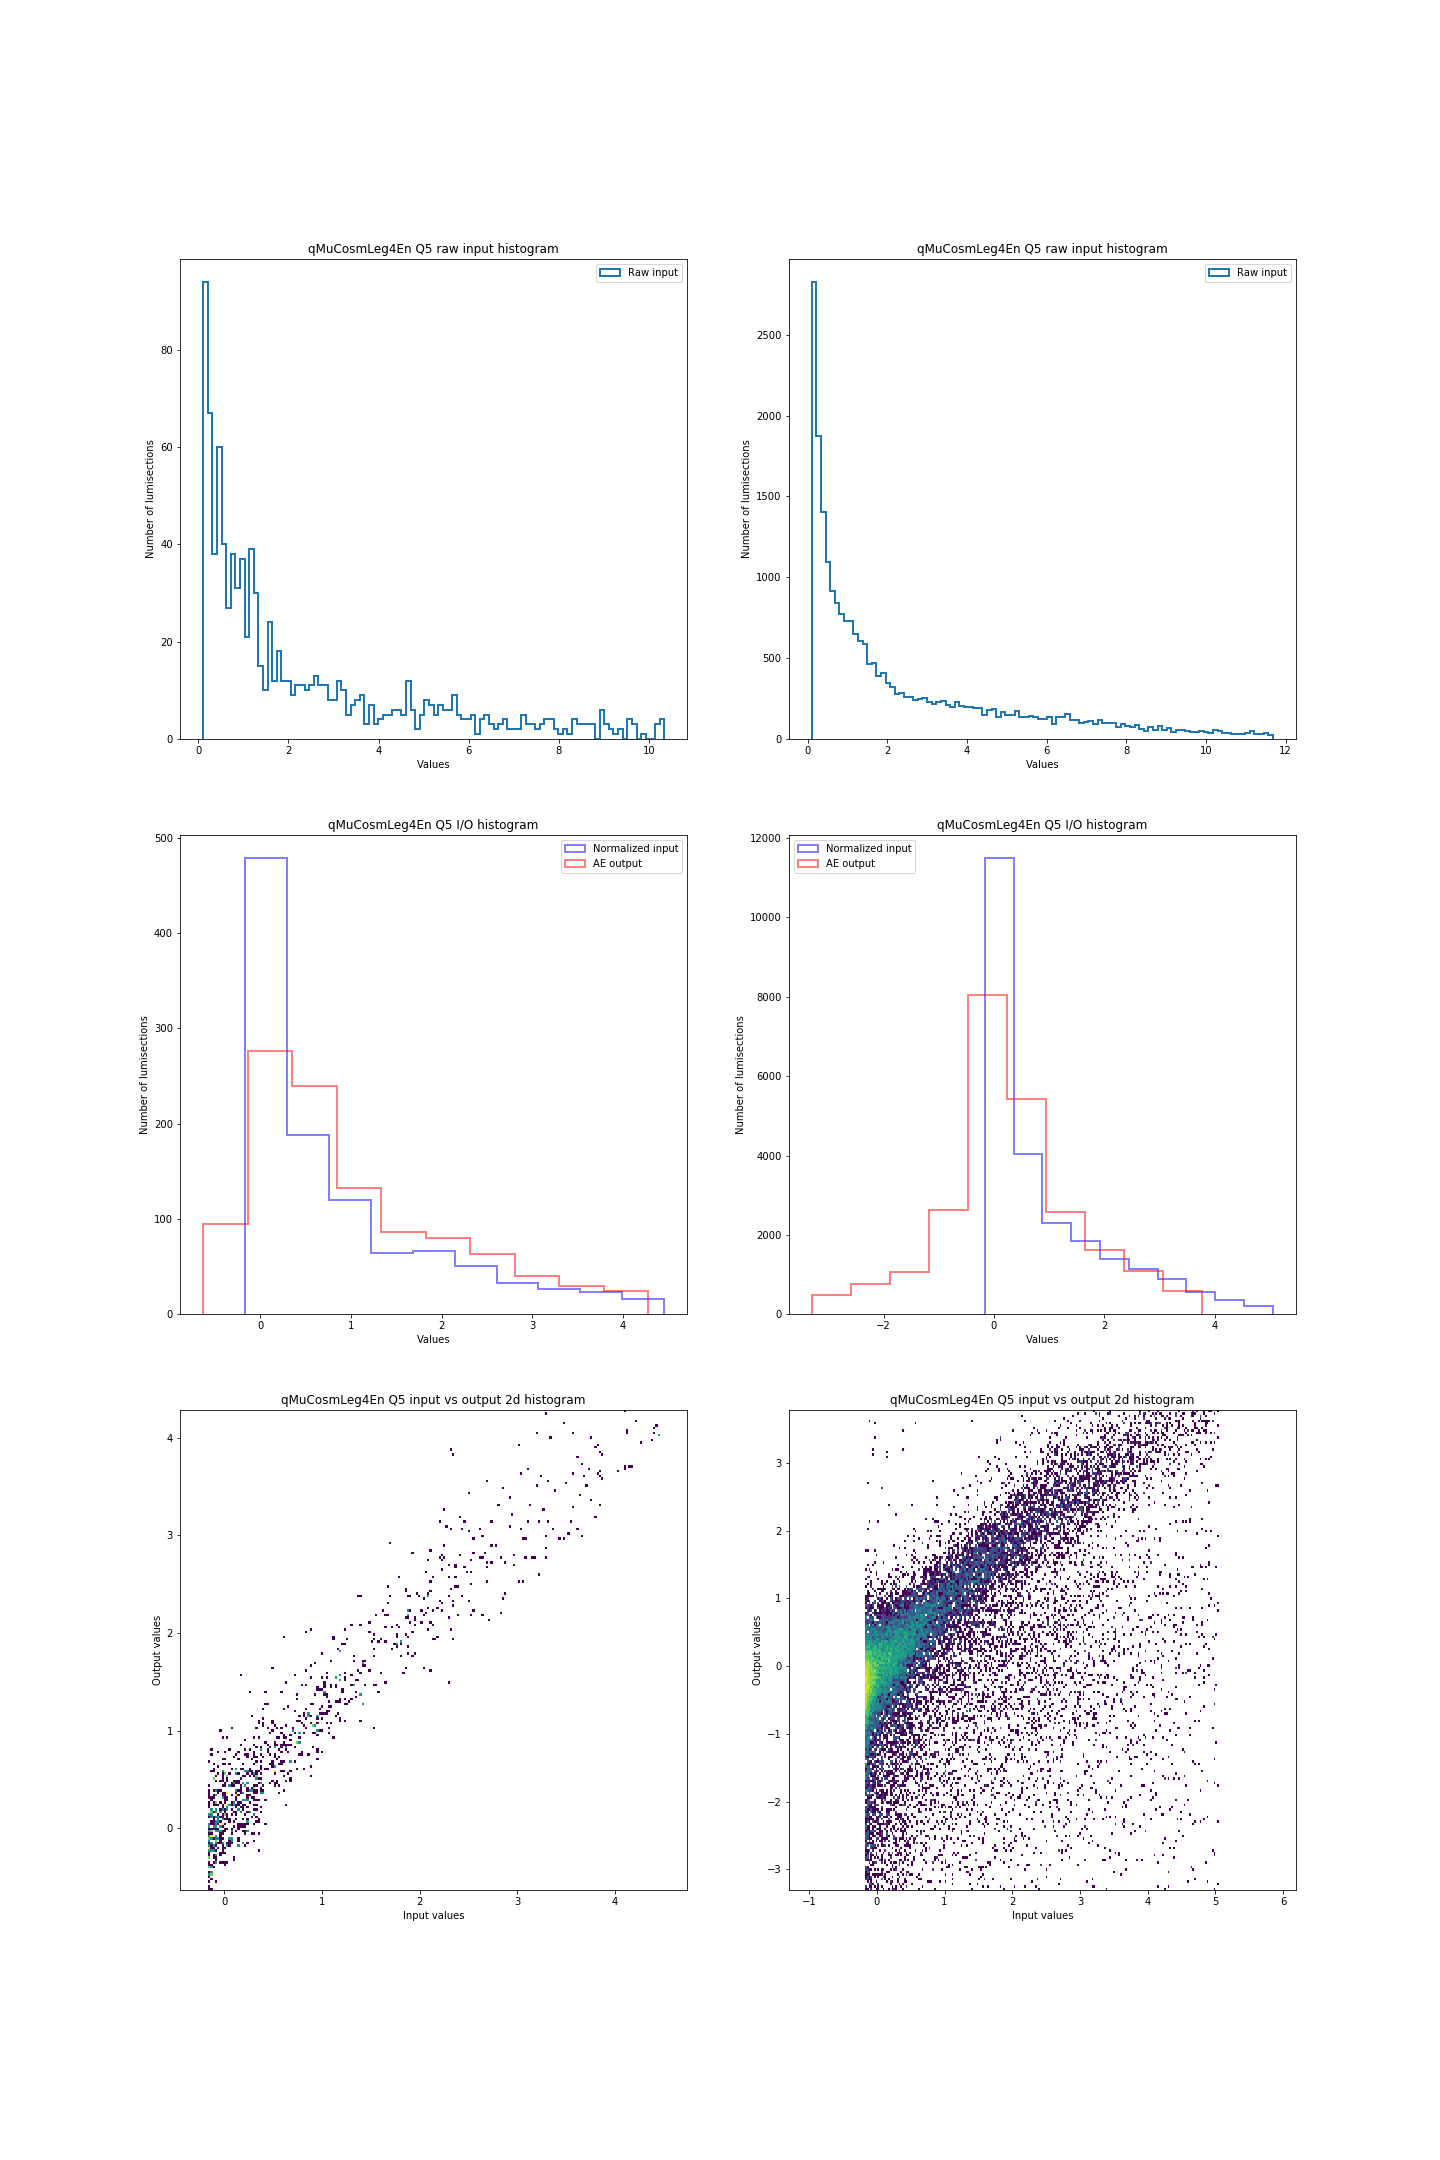 qMuCosmLeg4En Q5 raw input histogram
Raw input
Number of lumisections
80
60
40
20
0
0 2 4 6 8 10
Values
qMuCosmLeg4En Q5 raw input histogram
Raw input
Number of lumisections
2500
2000
1500
1000
500
0
0 2 4 6 8 10 12
Values
qMuCosmLeg4En Q5 I/O histogram
Normalized input
AE output
Number of lumisections
500
400
300
200
100
0
0 1 2 3 4
Values
qMuCosmLeg4En Q5 I/O histogram
Normalized input
AE output
Number of lumisections
12000
10000
8000
6000
4000
2000
0
−2 0 2 4
Values
qMuCosmLeg4En Q5 input vs output 2d histogram
Output values
4
3
2
1
0
0 1 2 3 4
Input values
qMuCosmLeg4En Q5 input vs output 2d histogram
Output values
3
2
1
0
−1
−2
−3
−1 0 1 2 3 4 5 6
Input values